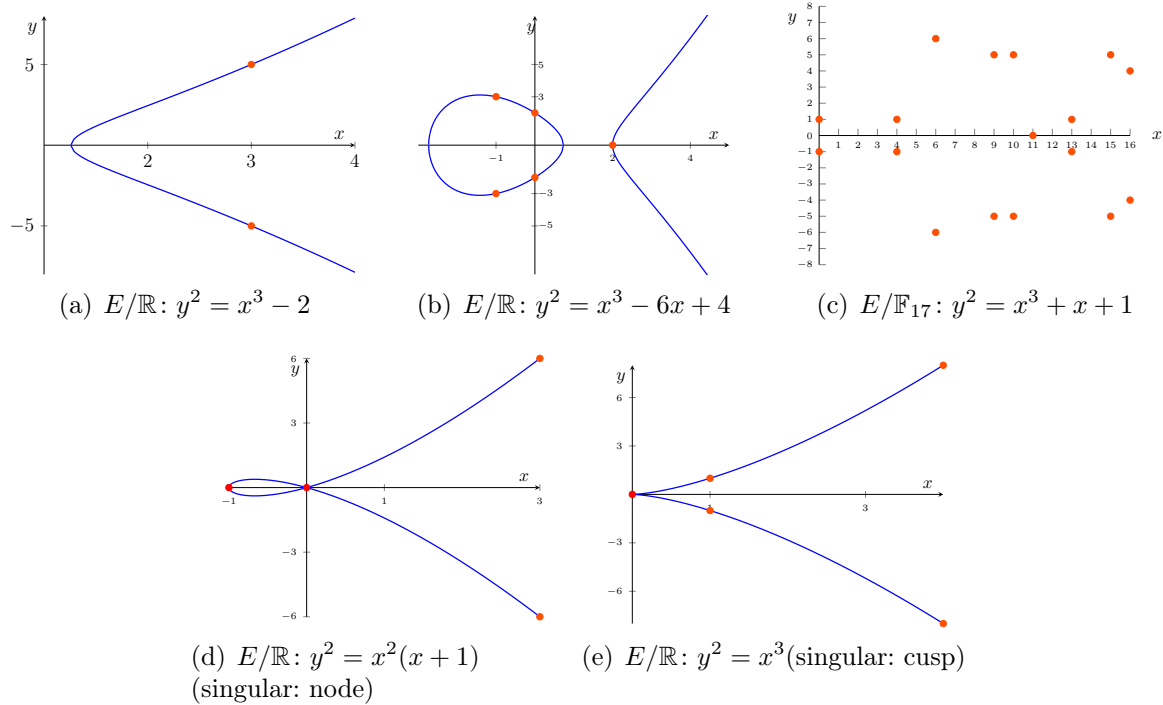 y
5
x
2
3
4
−5
(a) E/ℝ: y² = x³ − 2
y
5
3
x
−1
2
4
−3
−5
(b) E/ℝ: y² = x³ − 6x + 4
8
y
7
6
5
4
3
2
1
0
x
1 2 3 4 5 6 7 8 9 10 11 12 13 14 15 16
−1
−2
−3
−4
−5
−6
−7
−8
(c) E/𝔽₁₇: y² = x³ + x + 1
6
y
3
x
−1
1
3
−3
−6
(d) E/ℝ: y² = x²(x + 1)
(singular: node)
y
6
3
x
1
3
−3
−6
(e) E/ℝ: y² = x³(singular: cusp)